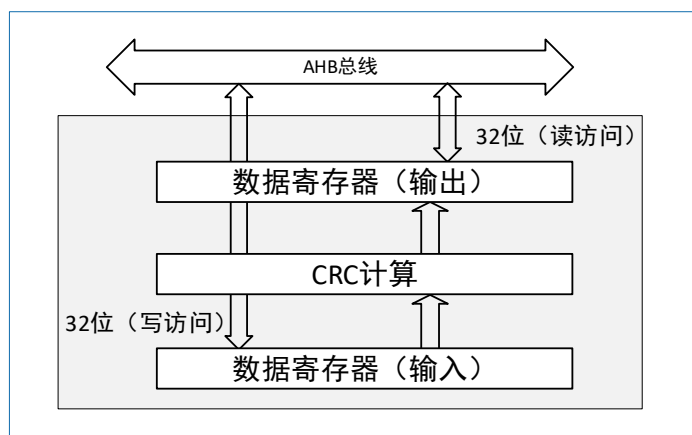 AHB总线
32位（读访问）
数据寄存器（输出）
CRC计算
32位（写访问）
数据寄存器（输入）